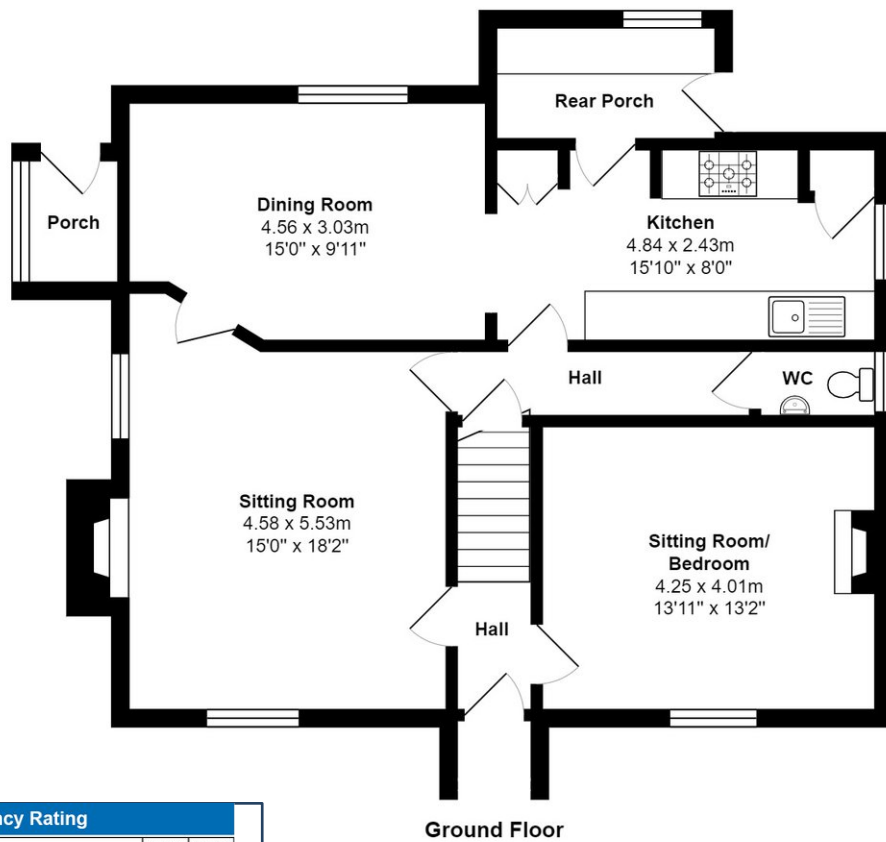 Rear Porch
Porch
Dining Room
4.56 x 3.03m
15'0" x 9'11"
Kitchen
4.84 x 2.43m
15'10" x 8'0"
Hall
WC
Sitting Room
4.58 x 5.53m
15'0" x 18'2"
Sitting Room/
Bedroom
4.25 x 4.01m
13'11" x 13'2"
Hall
Ground Floor
ncy Rating